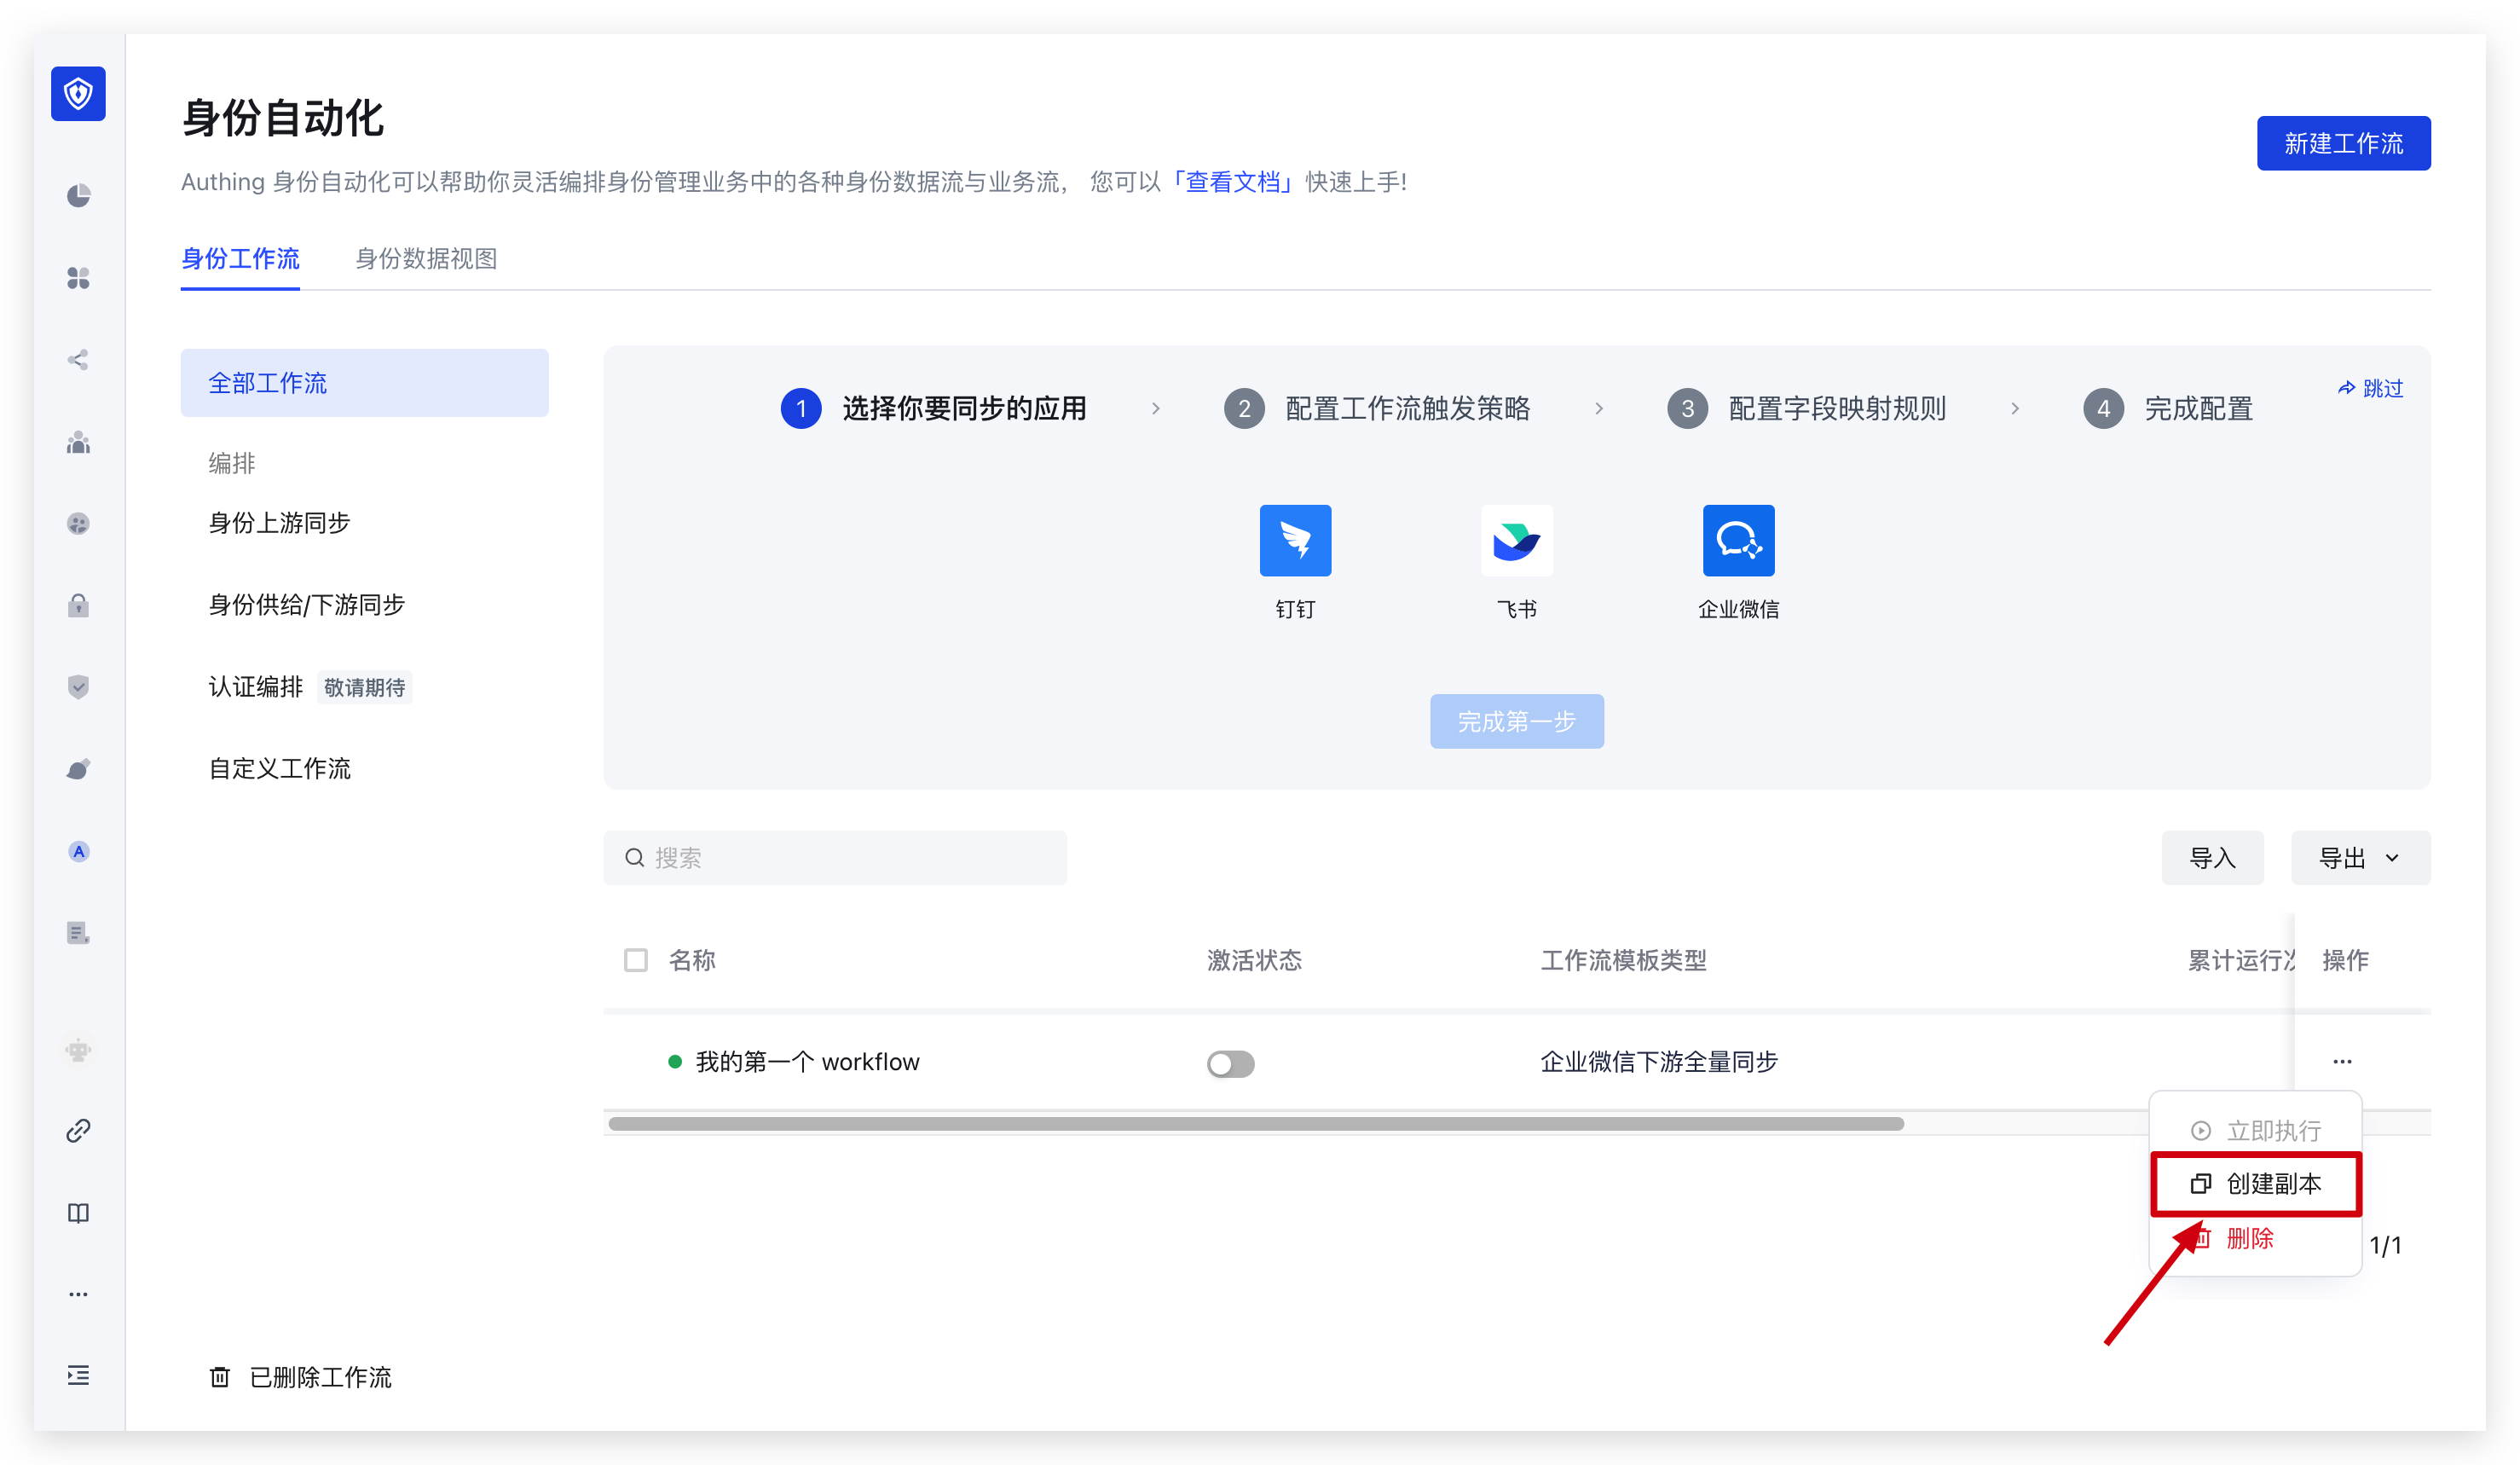 身份自动化
新建工作流
Authing 身份自动化可以帮助你灵活编排身份管理业务中的各种身份数据流与业务流， 您可以「查看文档」快速上手!
身份工作流
身份数据视图
全部工作流
编排
身份上游同步
身份供给/下游同步
认证编排 敬请期待
自定义工作流
1 选择你要同步的应用
2 配置工作流触发策略
3 配置字段映射规则
4 完成配置
跳过
钉钉
飞书
企业微信
完成第一步
搜索
导入
导出
名称
激活状态
工作流模板类型
累计运行
操作
我的第一个 workflow
企业微信下游全量同步
立即执行
创建副本
删除
1/1
A
已删除工作流